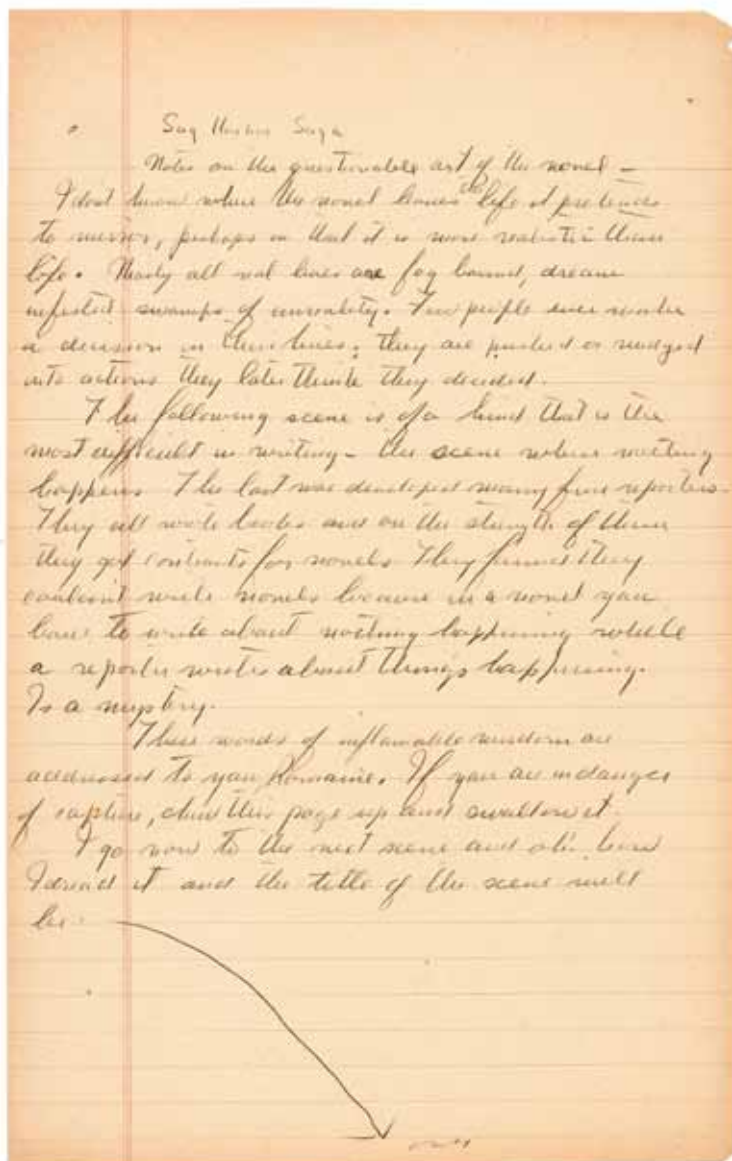 Sag Harbor Saga
Notes on the questionable art of the novel —
I dont know where the novel leaves the life it pretends
to mirror, perhaps in that it is more realistic than
life. Nearly all real lives are fog bound, dream
infested swamps of unreality. Few people ever make
a decision in their lives; they are pushed or nudged
into actions they later think they decided.
The following scene is of a kind that is the
most difficult in writing — the scene where nothing
happens. The last war developed many fine reporters.
They all wrote books and on the strength of them
they got contracts for novels. They found they
couldn't write novels because in a novel you
have to write about nothing happening while
a reporter writes about things happening.
Is a mystery.
These words of inflamable wisdom are
addressed to you Romaine. If you are in danger
of capture, chew this page up and swallow it.
I go now to the next scene and oh! how
I dread it and the title of the scene will
be.